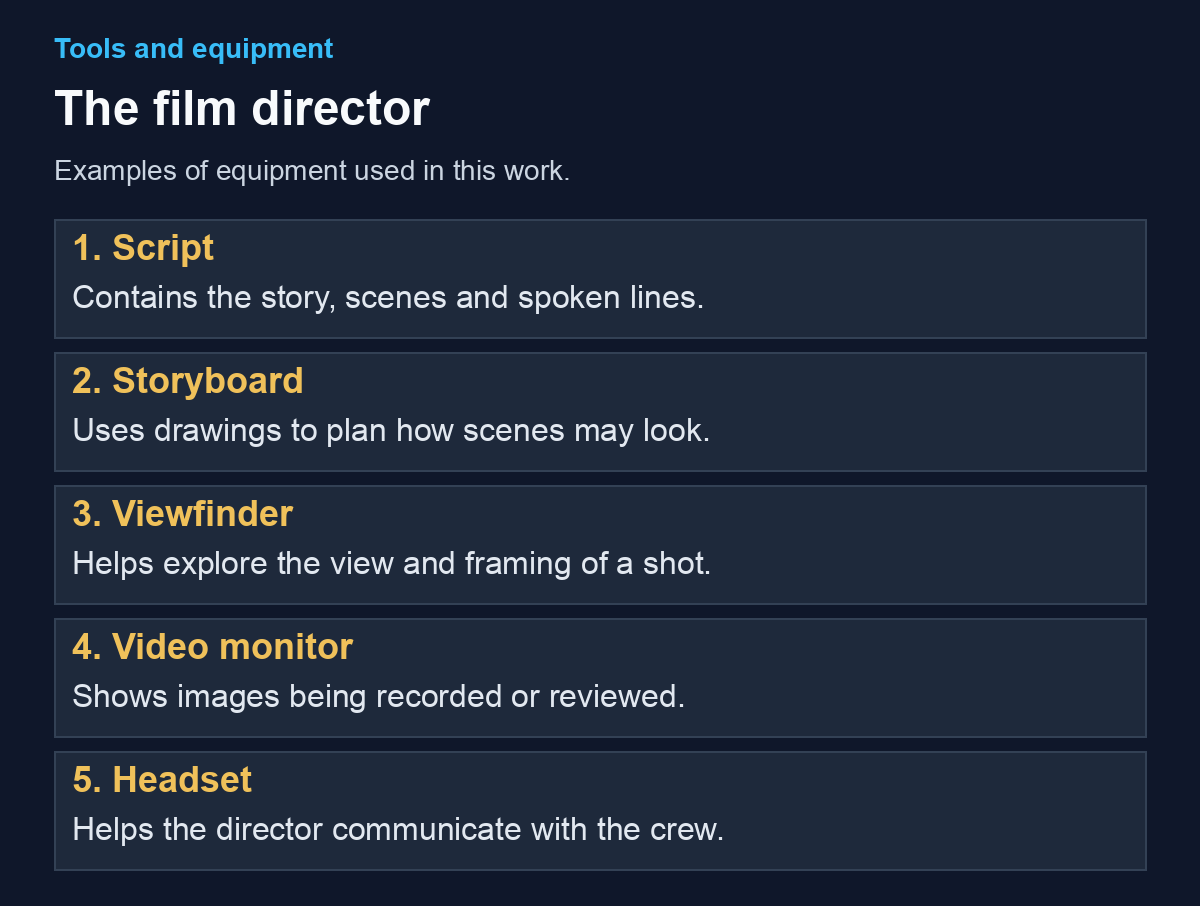 Tools and equipment
The film director
Examples of equipment used in this work.
1. Script
Contains the story, scenes and spoken lines.
2. Storyboard
Uses drawings to plan how scenes may look.
3. Viewfinder
Helps explore the view and framing of a shot.
4. Video monitor
Shows images being recorded or reviewed.
5. Headset
Helps the director communicate with the crew.